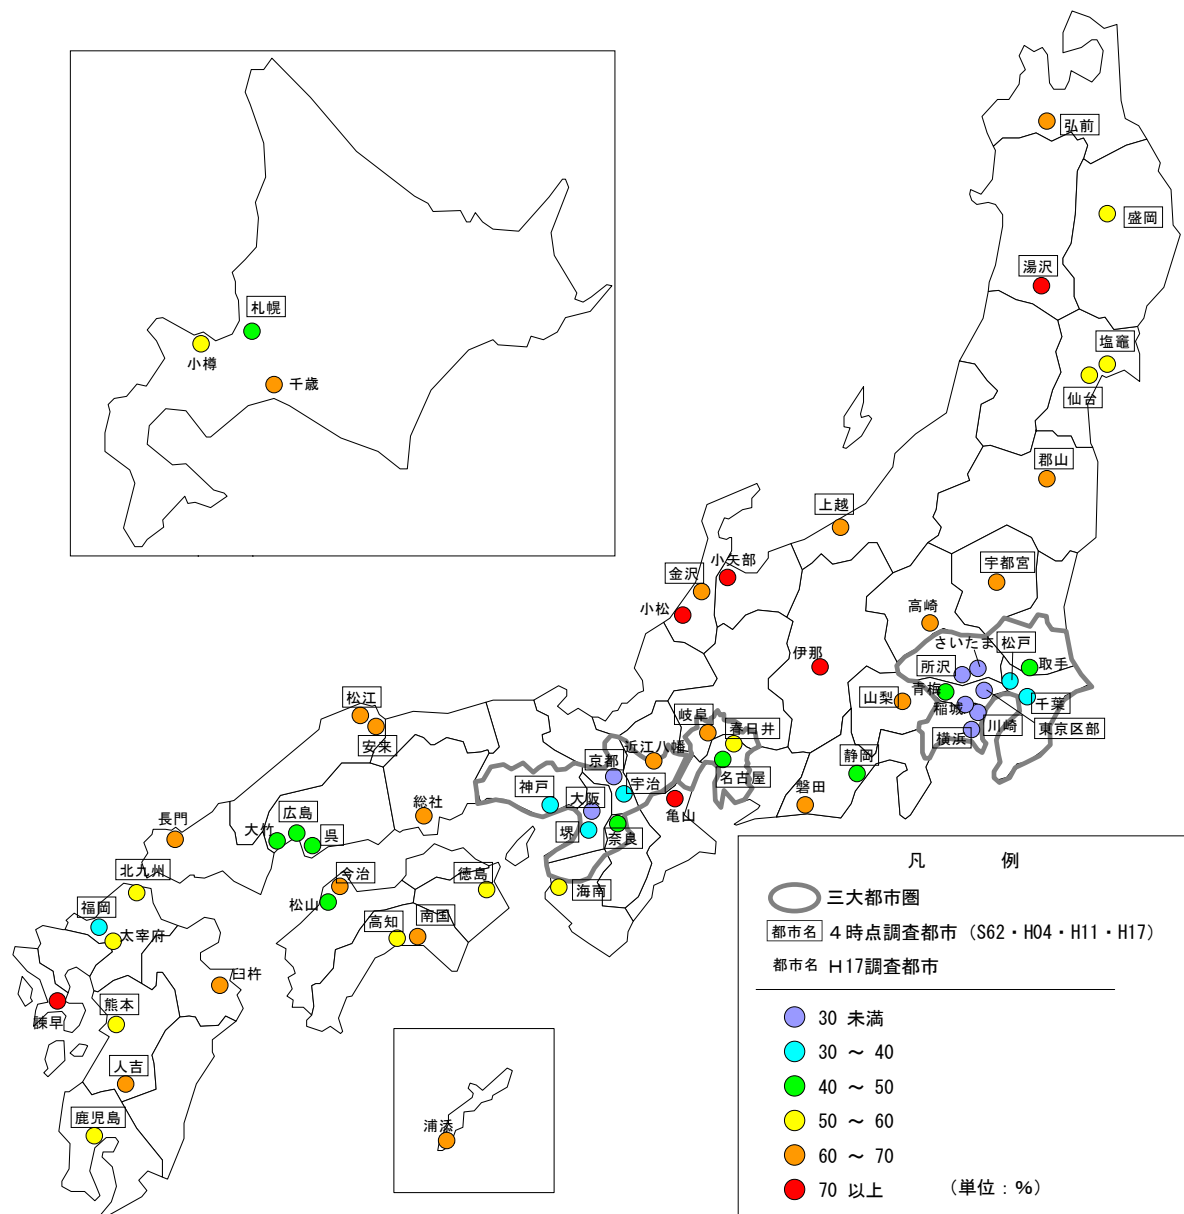 弘前
盛岡
湯沢
塩竈
仙台
郡山
札幌
小樽
千歳
上越
小矢部
金沢
小松
宇都宮
高崎
さいたま
松戸
所沢
取手
伊那
青梅
山梨
稲城
千葉
川崎
東京区部
横浜
松江
安来
岐阜
春日井
近江八幡
京都
名古屋
静岡
宇治
神戸
大阪
磐田
亀山
総社
広島
大竹
呉
堺
奈良
長門
北九州
今治
徳島
海南
松山
福岡
太宰府
高知
南国
臼杵
諫早
熊本
人吉
鹿児島
浦添
凡 例
三大都市圏
都市名 4時点調査都市 (S62・H04・H11・H17)
都市名 H17調査都市
30 未満
30 ~ 40
40 ~ 50
50 ~ 60
60 ~ 70
70 以上 (単位:%)